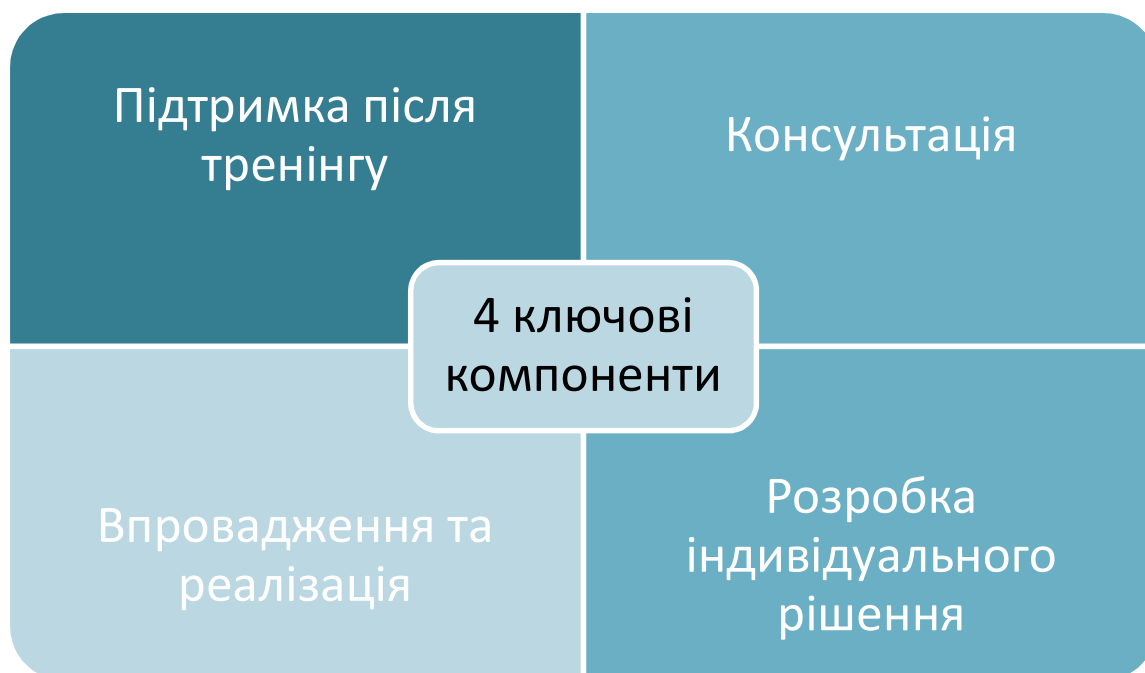 Підтримка після
тренінгу
Консультація
4 ключові
компоненти
Впровадження та
реалізація
Розробка
індивідуального
рішення